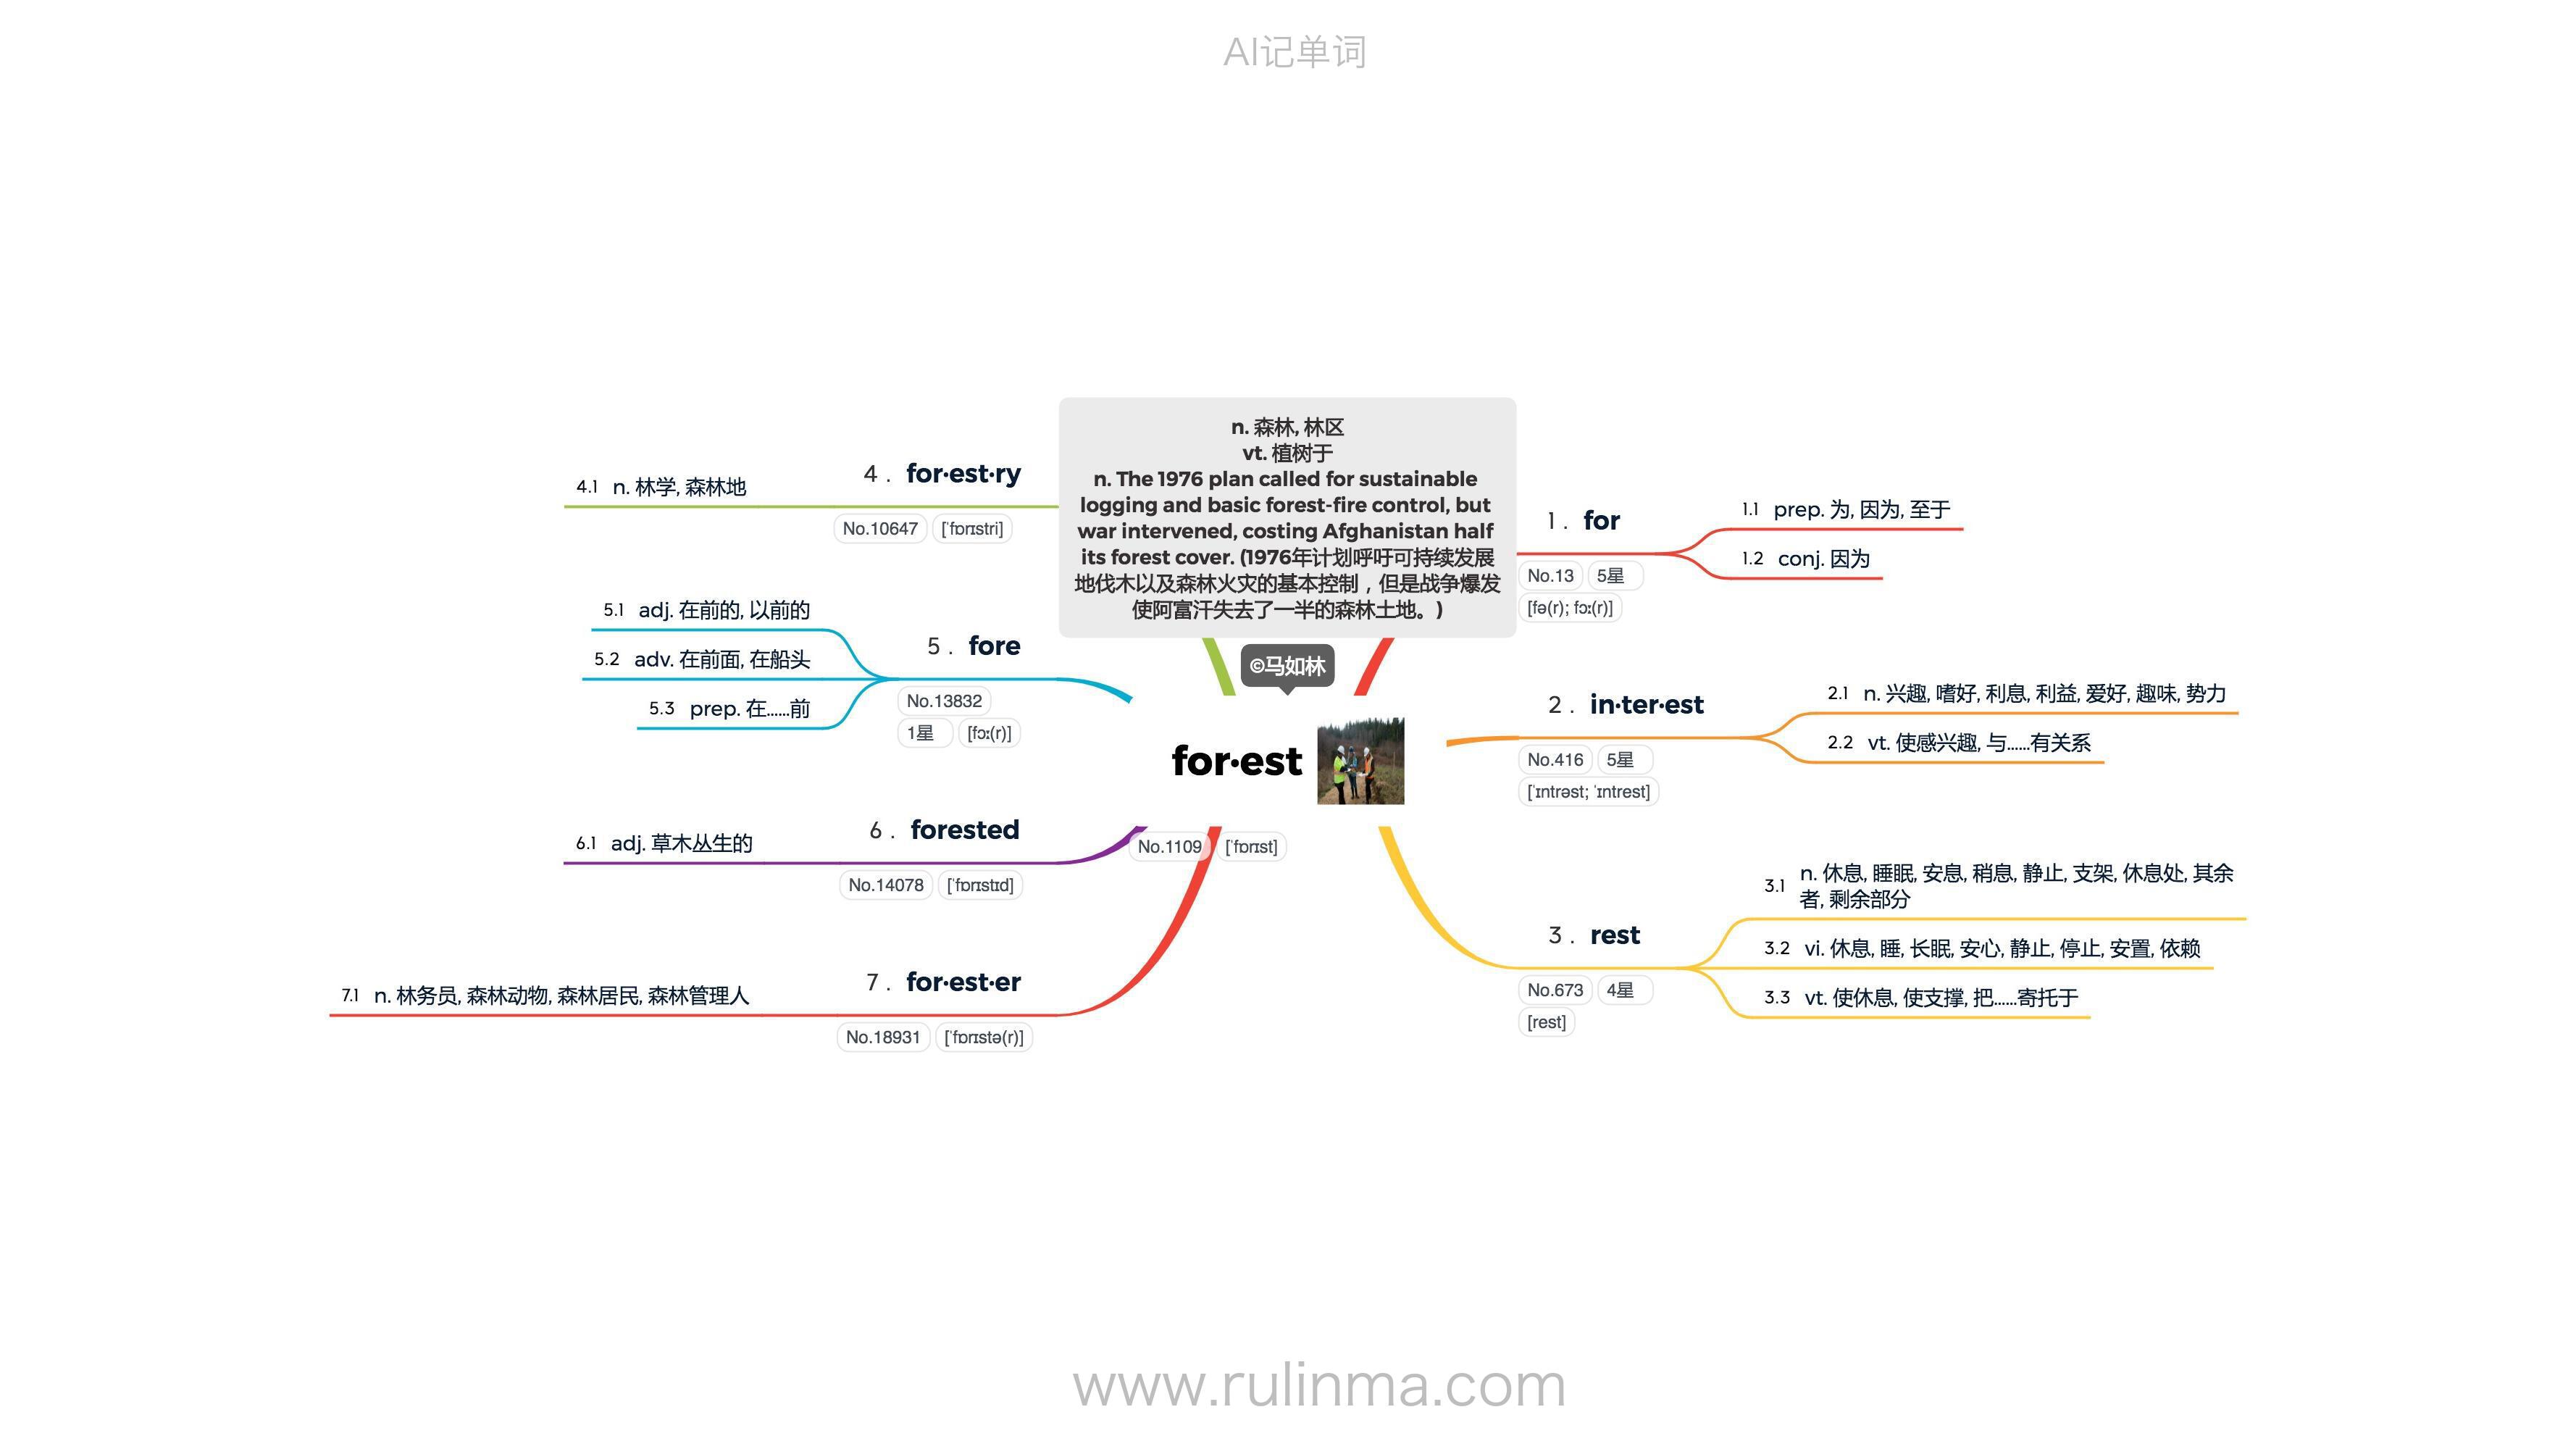 AI记单词
n. 森林, 林区
vt. 植树于
n. The 1976 plan called for sustainable
logging and basic forest-fire control, but
war intervened, costing Afghanistan half
its forest cover. (1976年计划呼吁可持续发展
地伐木以及森林火灾的基本控制，但是战争爆发
使阿富汗失去了一半的森林土地。)
©马如林
for·est
No.1109 [ˈfɒrɪst]
1. for
No.13 5星
[fə(r); fɔː(r)]
1.1 prep. 为, 因为, 至于
1.2 conj. 因为
2. in·ter·est
No.416 5星
[ˈɪntrəst; ˈɪntrest]
2.1 n. 兴趣, 嗜好, 利息, 利益, 爱好, 趣味, 势力
2.2 vt. 使感兴趣, 与......有关系
3. rest
No.673 4星
[rest]
3.1 n. 休息, 睡眠, 安息, 稍息, 静止, 支架, 休息处, 其余
者, 剩余部分
3.2 vi. 休息, 睡, 长眠, 安心, 静止, 停止, 安置, 依赖
3.3 vt. 使休息, 使支撑, 把......寄托于
4. for·est·ry
No.10647 [ˈfɒrɪstri]
4.1 n. 林学, 森林地
5. fore
No.13832
1星 [fɔː(r)]
5.1 adj. 在前的, 以前的
5.2 adv. 在前面, 在船头
5.3 prep. 在......前
6. forested
No.14078 [ˈfɒrɪstɪd]
6.1 adj. 草木丛生的
7. for·est·er
No.18931 [ˈfɒrɪstə(r)]
7.1 n. 林务员, 森林动物, 森林居民, 森林管理人
www.rulinma.com